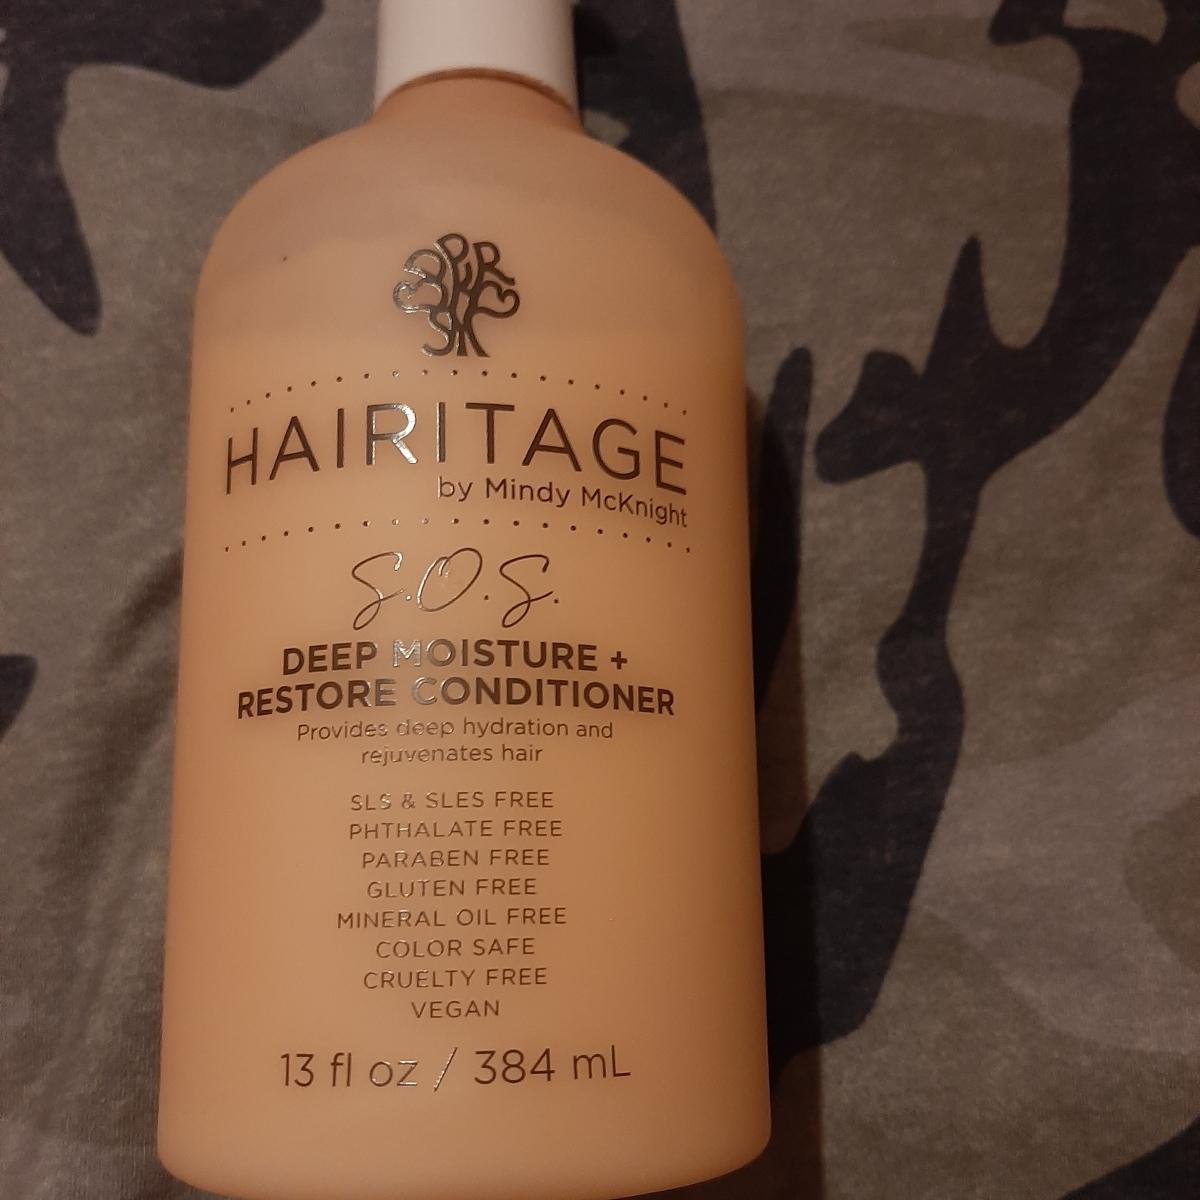 HAIRITAGE
by Mindy McKnight
S.O.S.
DEEP MOISTURE +
RESTORE CONDITIONER
Provides deep hydration and
rejuvenates hair
SLS & SLES FREE
PHTHALATE FREE
PARABEN FREE
GLUTEN FREE
MINERAL OIL FREE
COLOR SAFE
CRUELTY FREE
VEGAN
13 fl oz / 384 mL